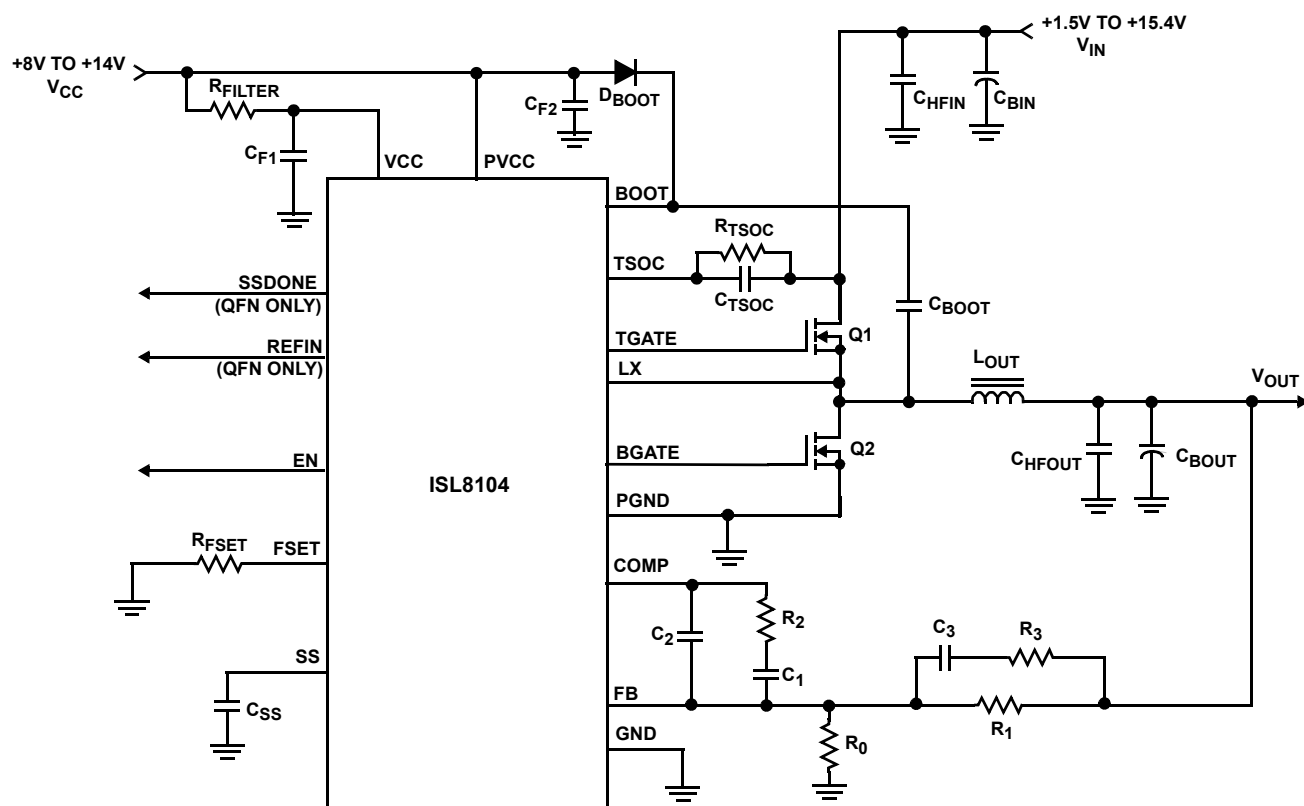 +1.5V TO +15.4V
VIN
+8V TO +14V
VCC
RFILTER
CF1
CF2
DBOOT
CHFIN
CBIN
VCC
PVCC
BOOT
RTSOC
TSOC
CTSOC
CBOOT
SSDONE
(QFN ONLY)
REFIN
(QFN ONLY)
TGATE
Q1
LX
LOUT
VOUT
EN
BGATE
Q2
CHFOUT
CBOUT
ISL8104
PGND
RFSET
FSET
COMP
C2
R2
C1
C3
R3
SS
CSS
FB
R1
GND
R0